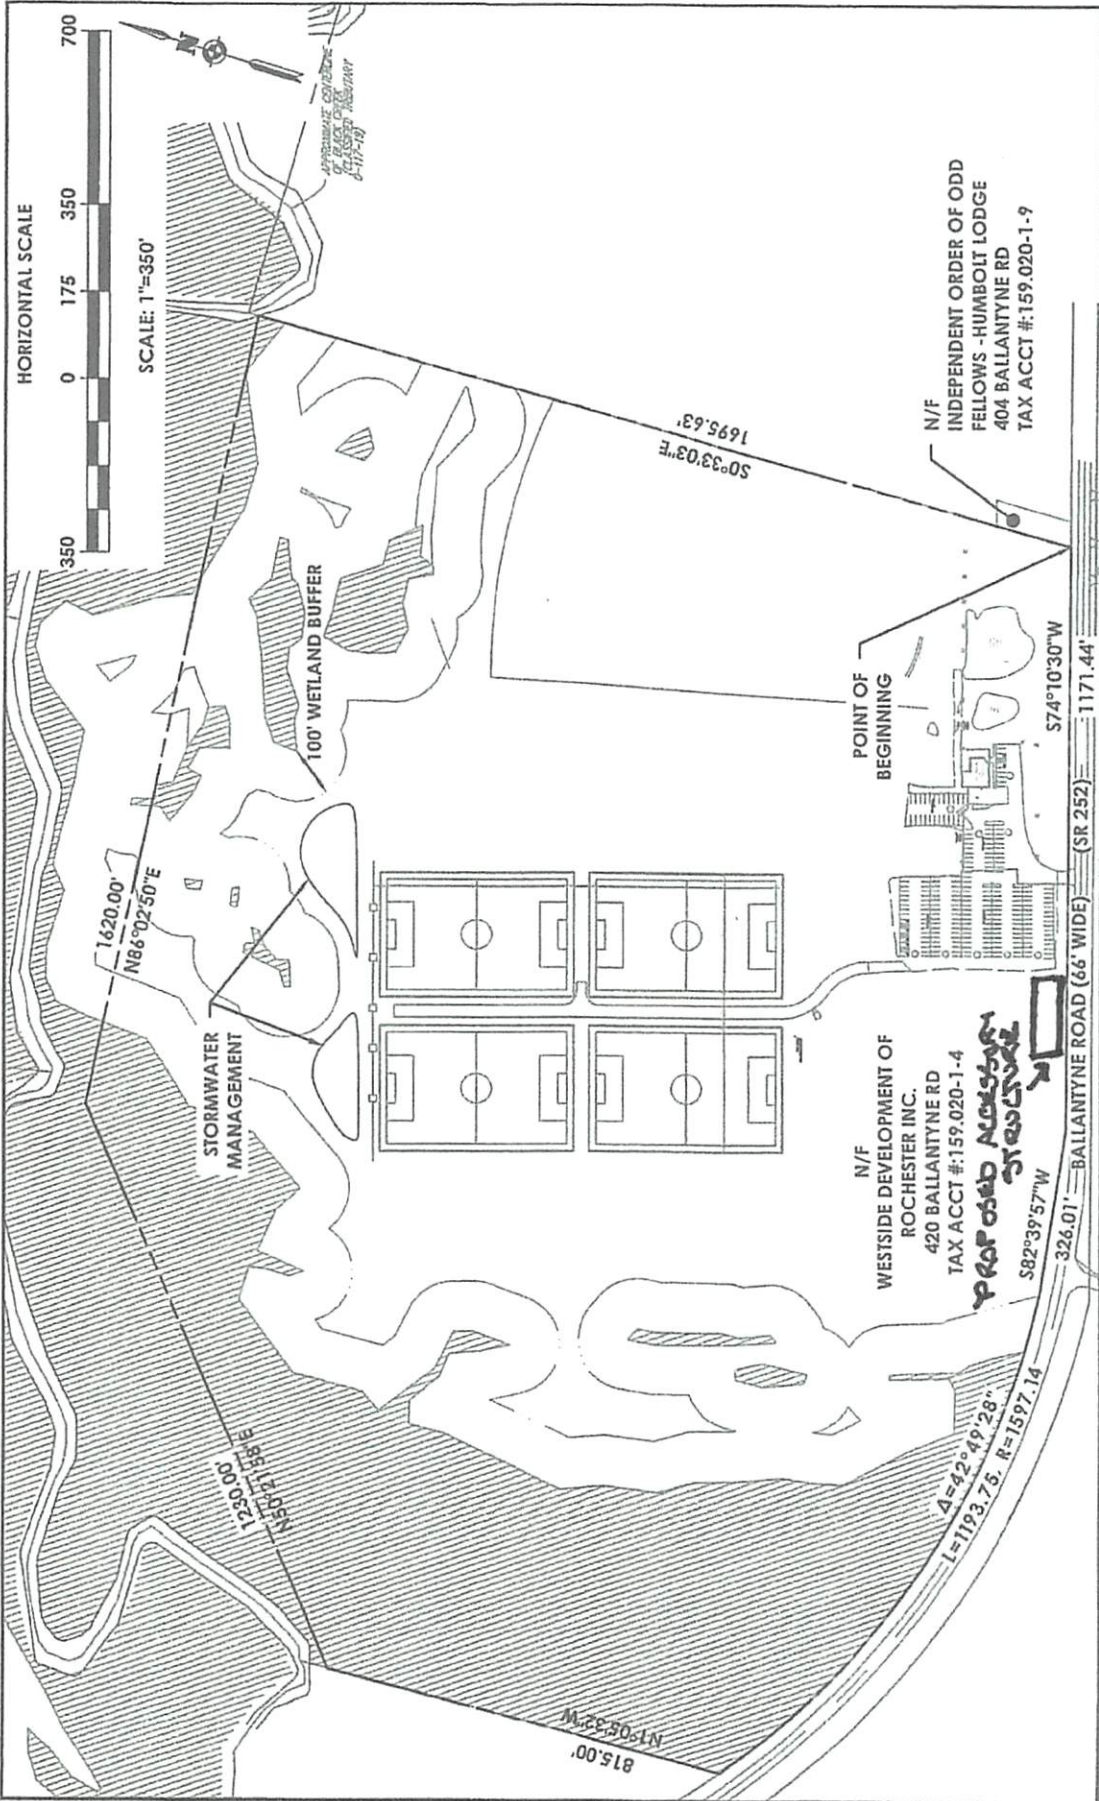 HORIZONTAL SCALE
350 0 175 350 700
SCALE: 1"=350'
N
APPROXIMATE CENTERLINE
OF BLACK CREEK
(CLASSIFIED TRIBUTARY
0-117-19)
1620.00'
N86°02'50"E
100' WETLAND BUFFER
STORMWATER
MANAGEMENT
1230.00'
N50°21'58"E
815.00'
N1°05'32"W
1695.63'
S0°33'03"E
N/F
INDEPENDENT ORDER OF ODD
FELLOWS - HUMBOLT LODGE
404 BALLANTYNE RD
TAX ACCT #:159.020-1-9
POINT OF
BEGINNING
N/F
WESTSIDE DEVELOPMENT OF
ROCHESTER INC.
420 BALLANTYNE RD
TAX ACCT #:159.020-1-4
PROPOSED ACCESSORY
STRUCTURE
S82°39'57"W
326.01'
S74°10'30"W
1171.44'
BALLANTYNE ROAD (66' WIDE) (SR 252)
Δ=42°49'28"
L=1193.75, R=1597.14